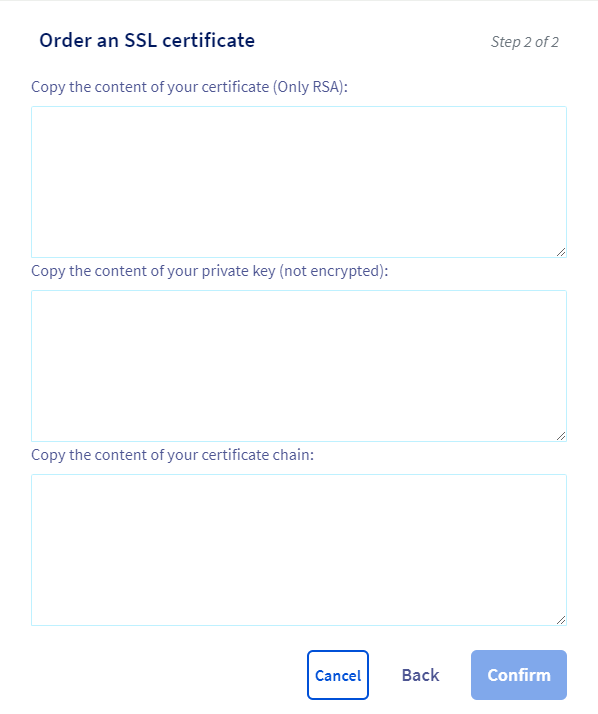 Order an SSL certificate
Step 2 of 2
Copy the content of your certificate (Only RSA):
Copy the content of your private key (not encrypted):
Copy the content of your certificate chain:
Cancel
Back
Confirm